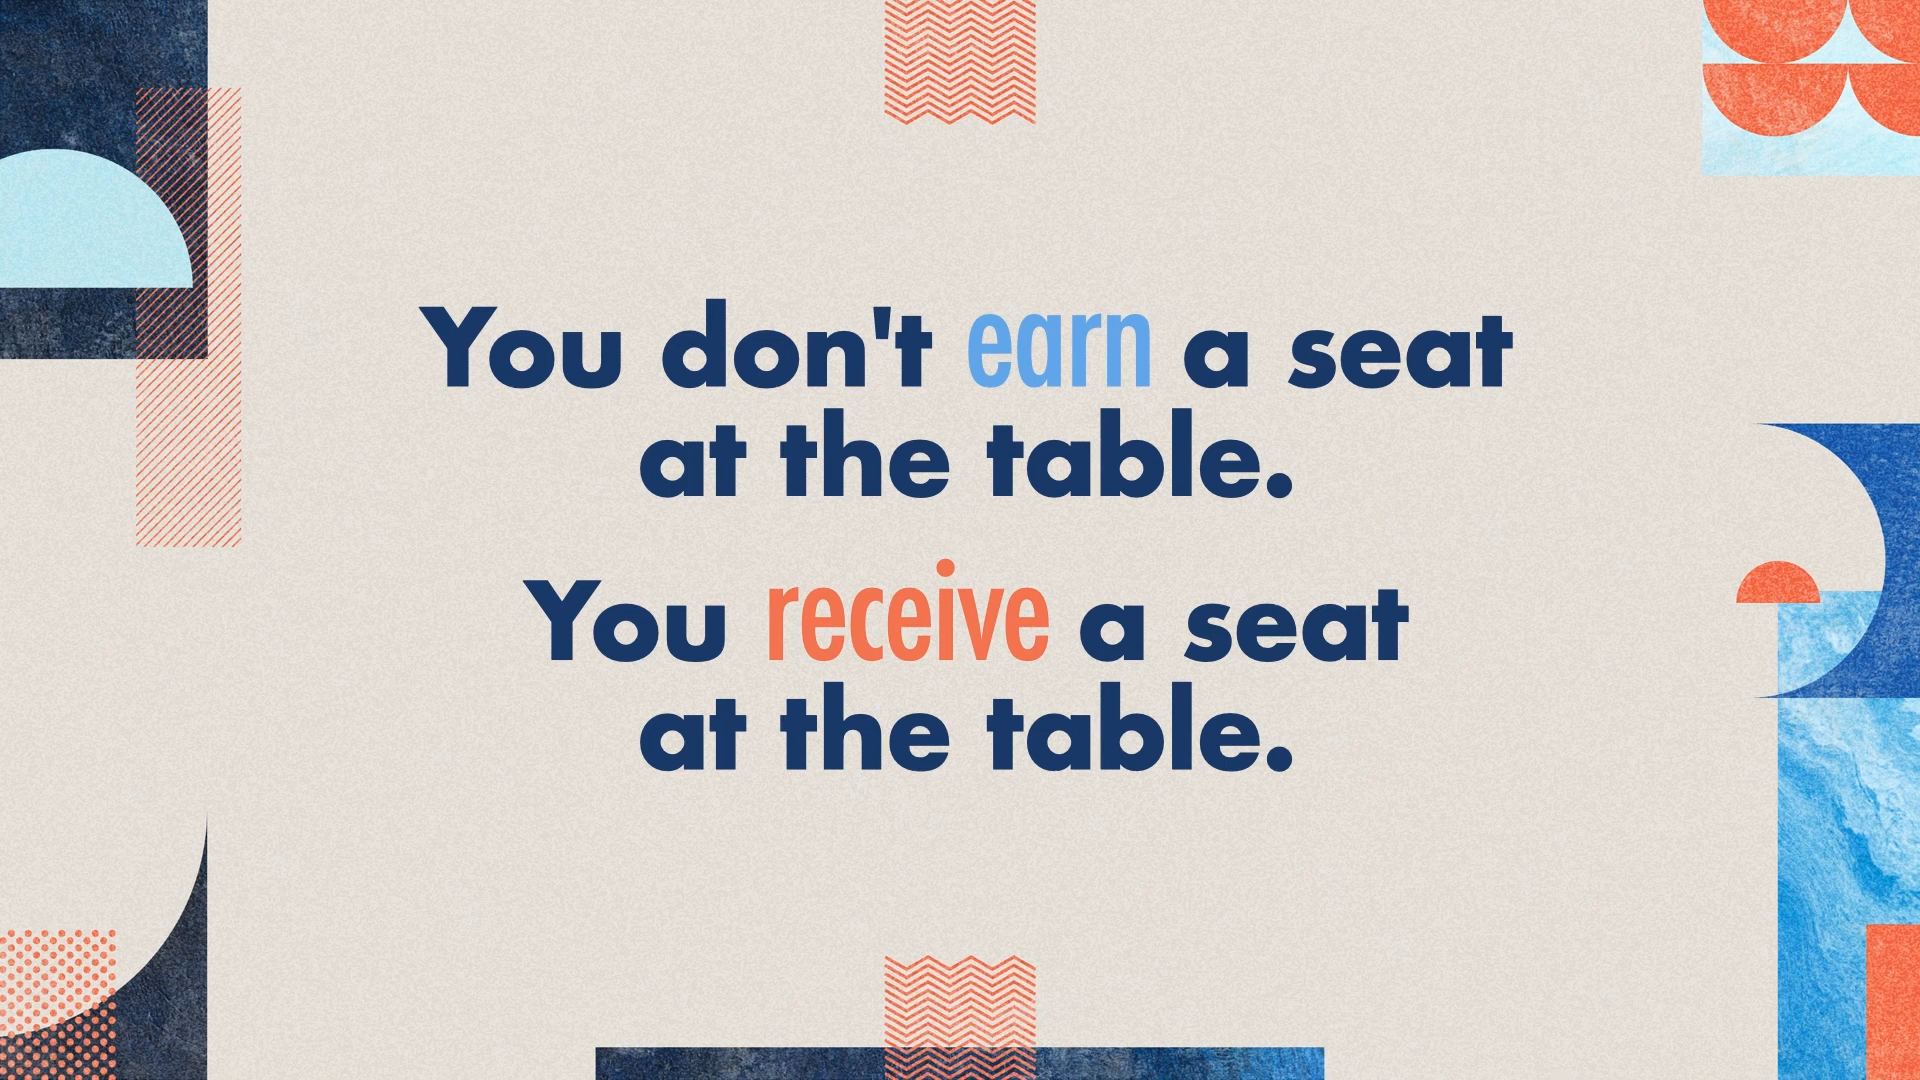 You don't earn a seat
at the table.
You receive a seat
at the table.